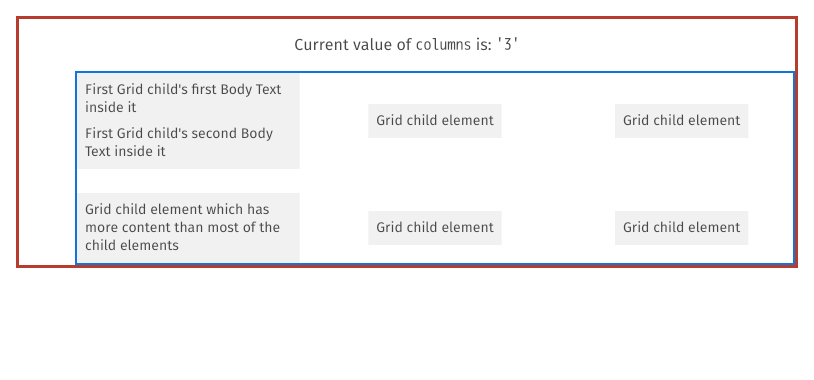 Current value of columns is: '3'
First Grid child's first Body Text
inside it
First Grid child's second Body
Text inside it
Grid child element
Grid child element
Grid child element which has
more content than most of the
child elements
Grid child element
Grid child element